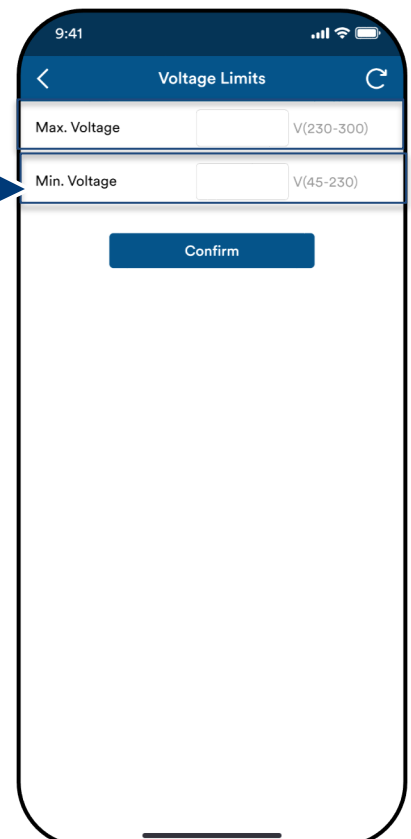 9:41
Voltage Limits
Max. Voltage V(230-300)
Min. Voltage V(45-230)
Confirm